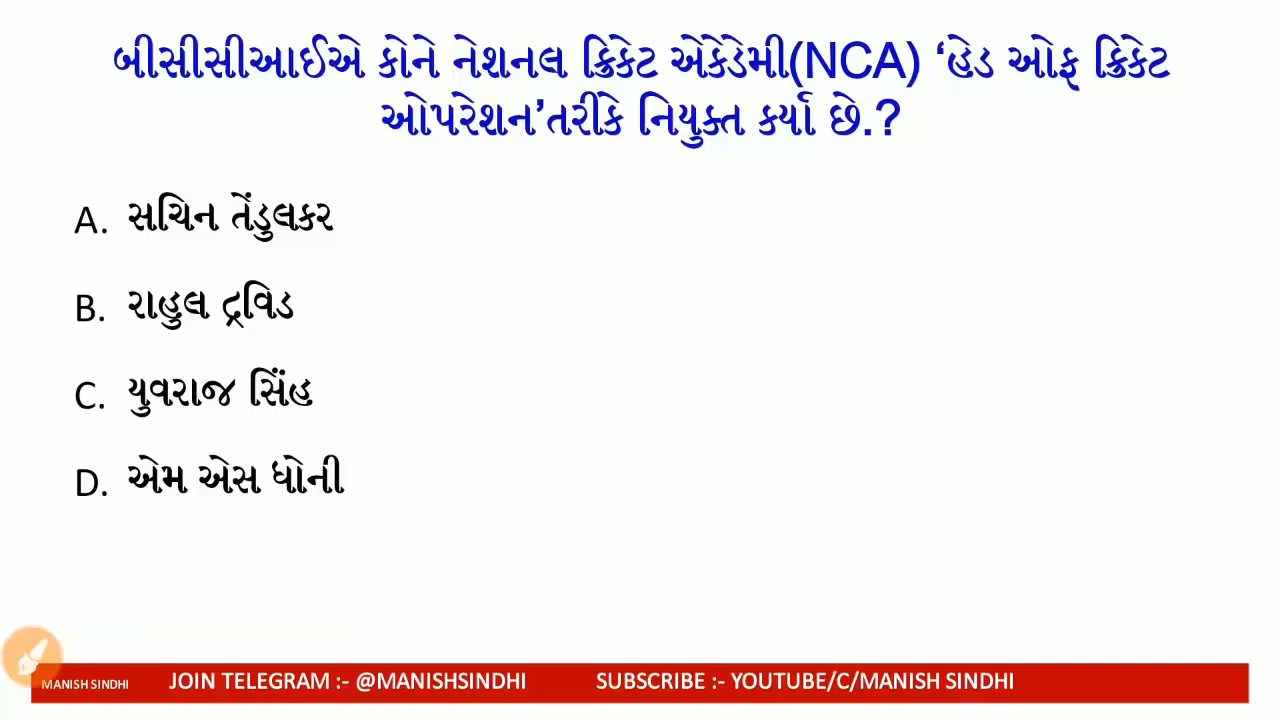 બીસીસીઆઈએ કોને નેશનલ ક્રિકેટ એકેડેમી(NCA) ‘હેડ ઓફ ક્રિકેટ
ઓપરેશન’તરીકે નિયુક્ત કર્યા છે.?
A. સચિન તેંડુલકર
B. રાહુલ દ્રવિડ
C. યુવરાજ સિંહ
D. એમ એસ ધોની
MANISH SINDHI JOIN TELEGRAM :- @MANISHSINDHI SUBSCRIBE :- YOUTUBE/C/MANISH SINDHI